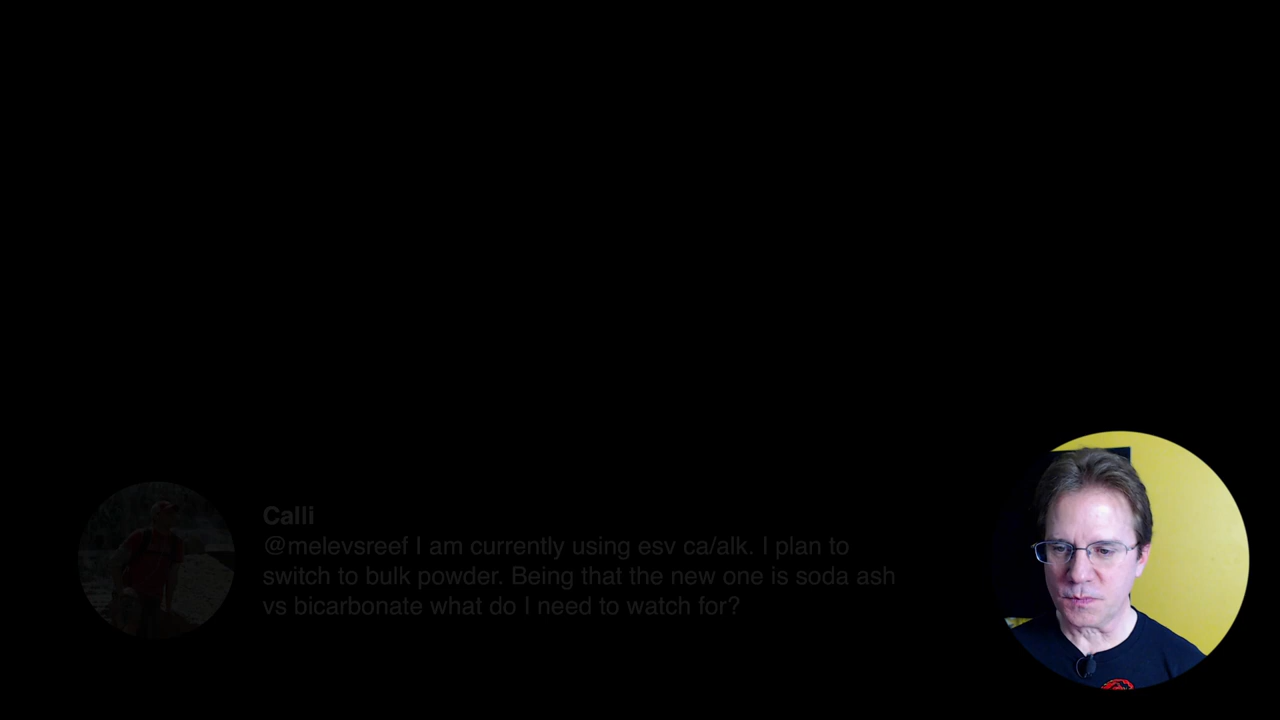 Calli
@melevsreef I am currently using esv ca/alk. I plan to
switch to bulk powder. Being that the new one is soda ash
vs bicarbonate what do I need to watch for?